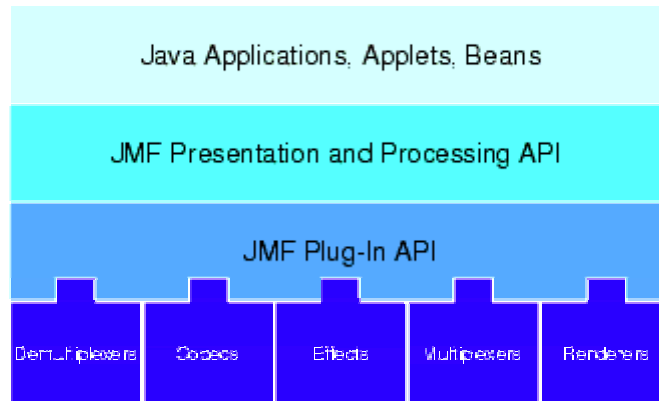 Java Applications, Applets, Beans
JMF Presentation and Processing API
JMF Plug-In API
Demultiplexers Codecs Effects Multiplexers Renderers